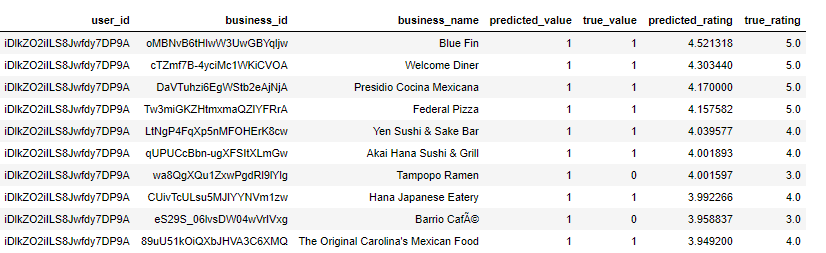 user_id business_id business_name predicted_value true_value predicted_rating true_rating
iDlkZO2iILS8Jwfdy7DP9A oMBNvB6tHlwW3UwGBYqljw Blue Fin 1 1 4.521318 5.0
iDlkZO2iILS8Jwfdy7DP9A cTZmf7B-4yciMc1WKiCVOA Welcome Diner 1 1 4.303440 5.0
iDlkZO2iILS8Jwfdy7DP9A DaVTuhzi6EgWStb2eAjNjA Presidio Cocina Mexicana 1 1 4.170000 5.0
iDlkZO2iILS8Jwfdy7DP9A Tw3miGKZHtmxmaQZIYFRrA Federal Pizza 1 1 4.157582 5.0
iDlkZO2iILS8Jwfdy7DP9A LtNgP4FqXp5nMFOHErK8cw Yen Sushi & Sake Bar 1 1 4.039577 4.0
iDlkZO2iILS8Jwfdy7DP9A qUPUCcBbn-ugXFSItXLmGw Akai Hana Sushi & Grill 1 1 4.001893 4.0
iDlkZO2iILS8Jwfdy7DP9A wa8QgXQu1ZxwPgdRI9lYlg Tampopo Ramen 1 0 4.001597 3.0
iDlkZO2iILS8Jwfdy7DP9A CUivTcULsu5MJIYYNVm1zw Hana Japanese Eatery 1 1 3.992266 4.0
iDlkZO2iILS8Jwfdy7DP9A eS29S_06lvsDW04wVrIVxg Barrio CafÃ© 1 0 3.958837 3.0
iDlkZO2iILS8Jwfdy7DP9A 89uU51kOiQXbJHVA3C6XMQ The Original Carolina's Mexican Food 1 1 3.949200 4.0